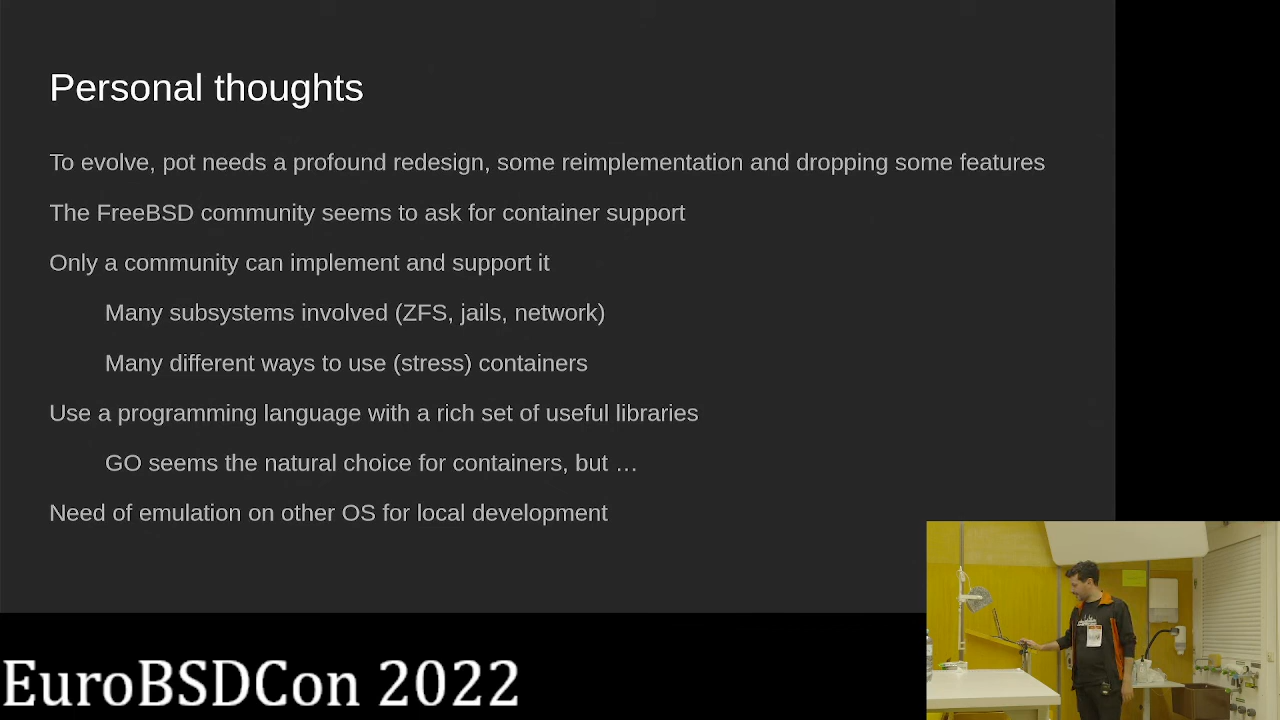 Personal thoughts
To evolve, pot needs a profound redesign, some reimplementation and dropping some features
The FreeBSD community seems to ask for container support
Only a community can implement and support it
Many subsystems involved (ZFS, jails, network)
Many different ways to use (stress) containers
Use a programming language with a rich set of useful libraries
GO seems the natural choice for containers, but …
Need of emulation on other OS for local development
EuroBSDCon 2022